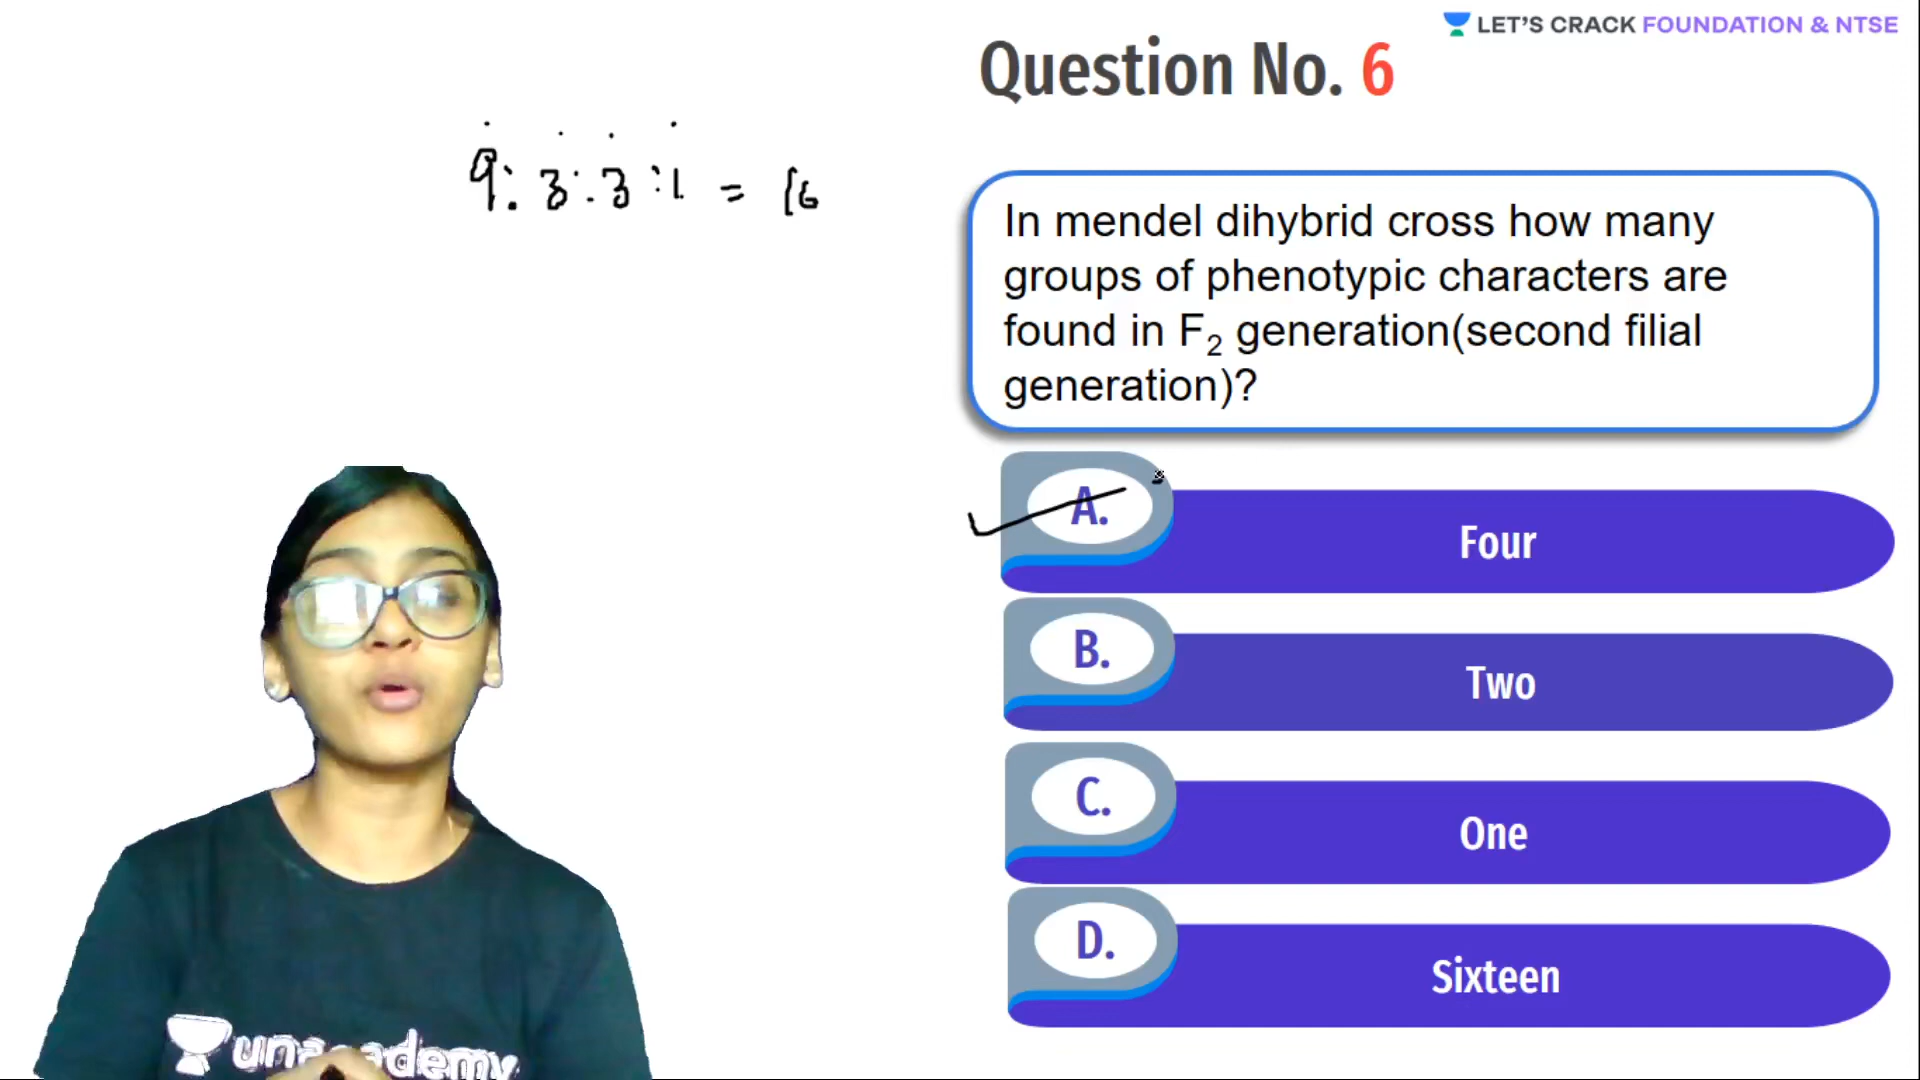 LET'S CRACK FOUNDATION & NTSE
Question No. 6
9:3:3:1 = 16
In mendel dihybrid cross how many
groups of phenotypic characters are
found in F₂ generation(second filial
generation)?
A. Four
B. Two
C. One
D. Sixteen
unacademy